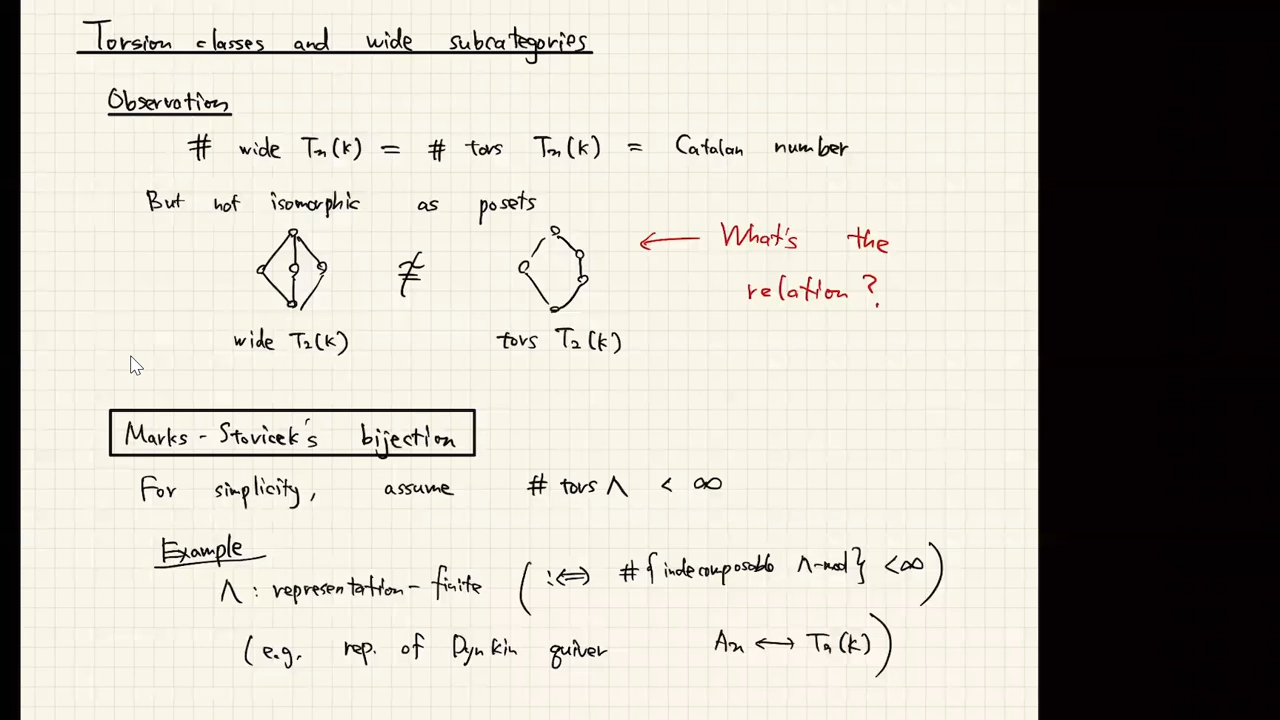 Torsion classes and wide subcategories
Observation
# wide Tn(k) = # tors Tn(k) = Catalan number
But not isomorphic as posets
≇
← What's the
relation?
wide T2(k)
tors T2(k)
Marks - Stovicek's bijection
For simplicity, assume # tors Λ < ∞
Example
Λ : representation-finite ( :⇔ # {indecomposable Λ-mod} < ∞ )
(e.g. rep. of Dynkin quiver An ↔ Tn(k))